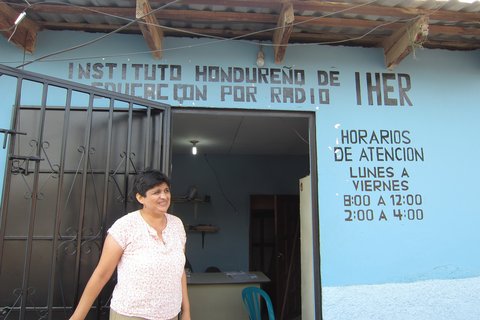 INSTITUTO HONDUREÑO DE
EDUCACION POR RADIO IHER
HORARIOS
DE ATENCION
LUNES A
VIERNES
8:00 A 12:00
2:00 A 4:00